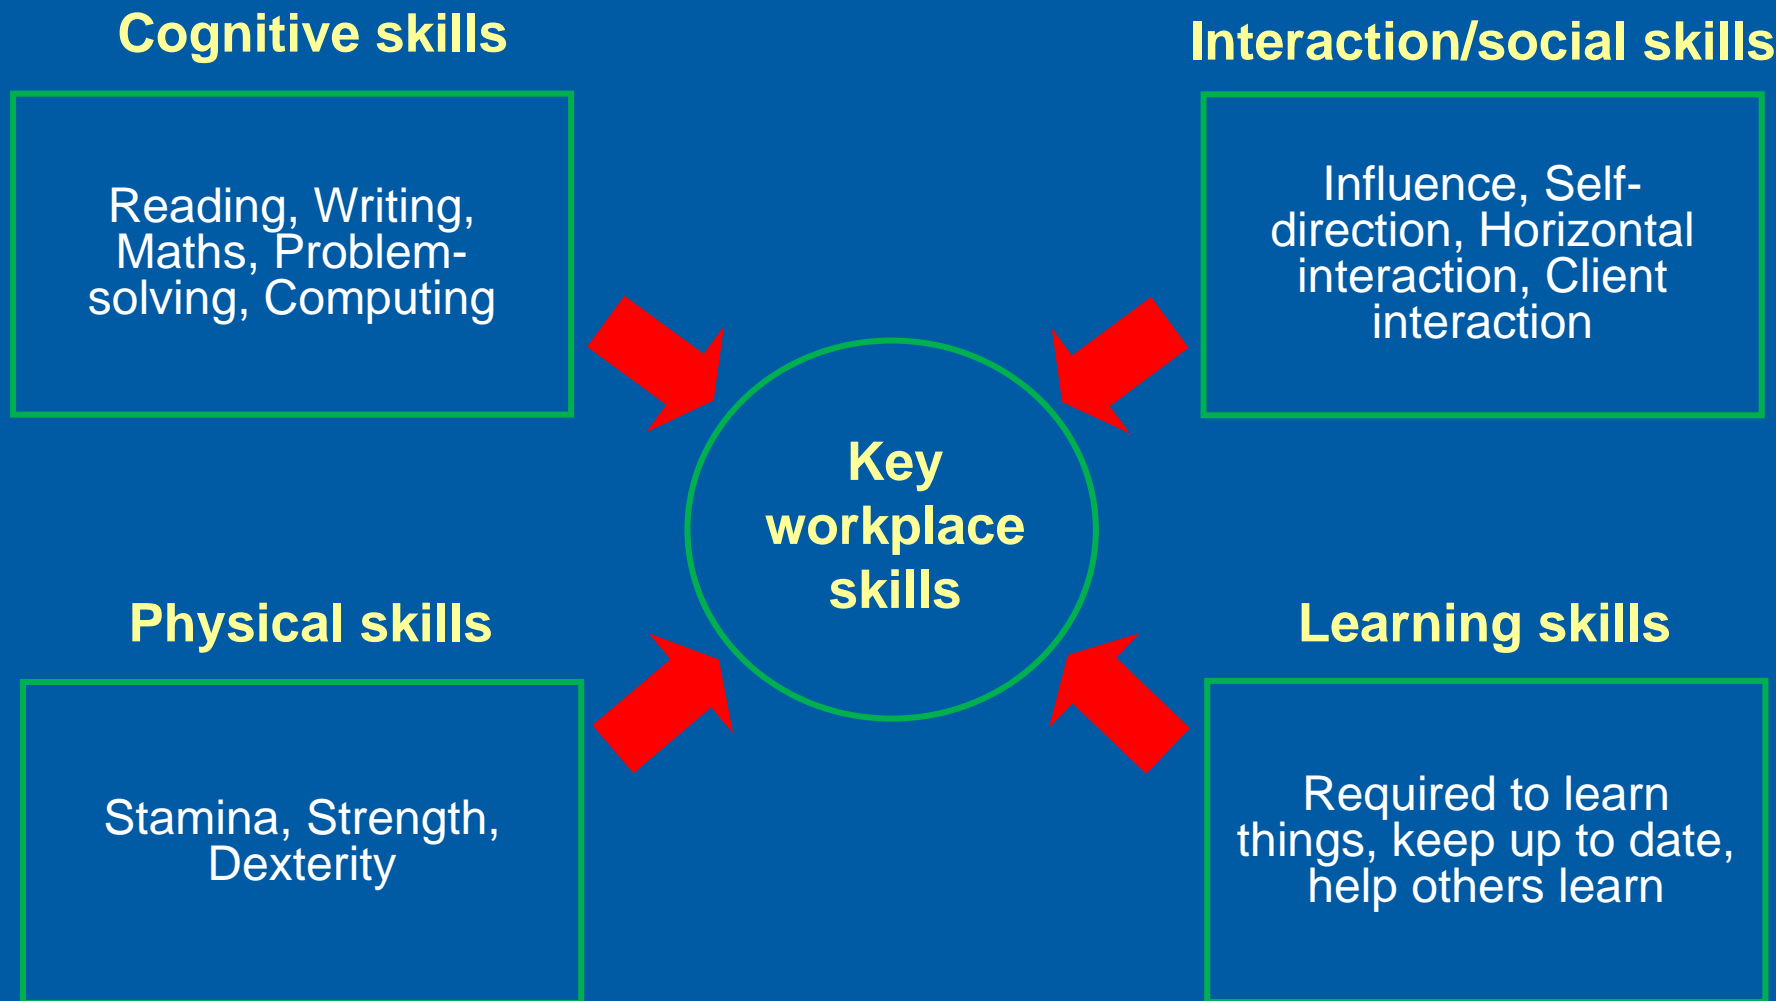 Cognitive skills
Reading, Writing,
Maths, Problem-
solving, Computing
Interaction/social skills
Influence, Self-
direction, Horizontal
interaction, Client
interaction
Key
workplace
skills
Physical skills
Stamina, Strength,
Dexterity
Learning skills
Required to learn
things, keep up to date,
help others learn